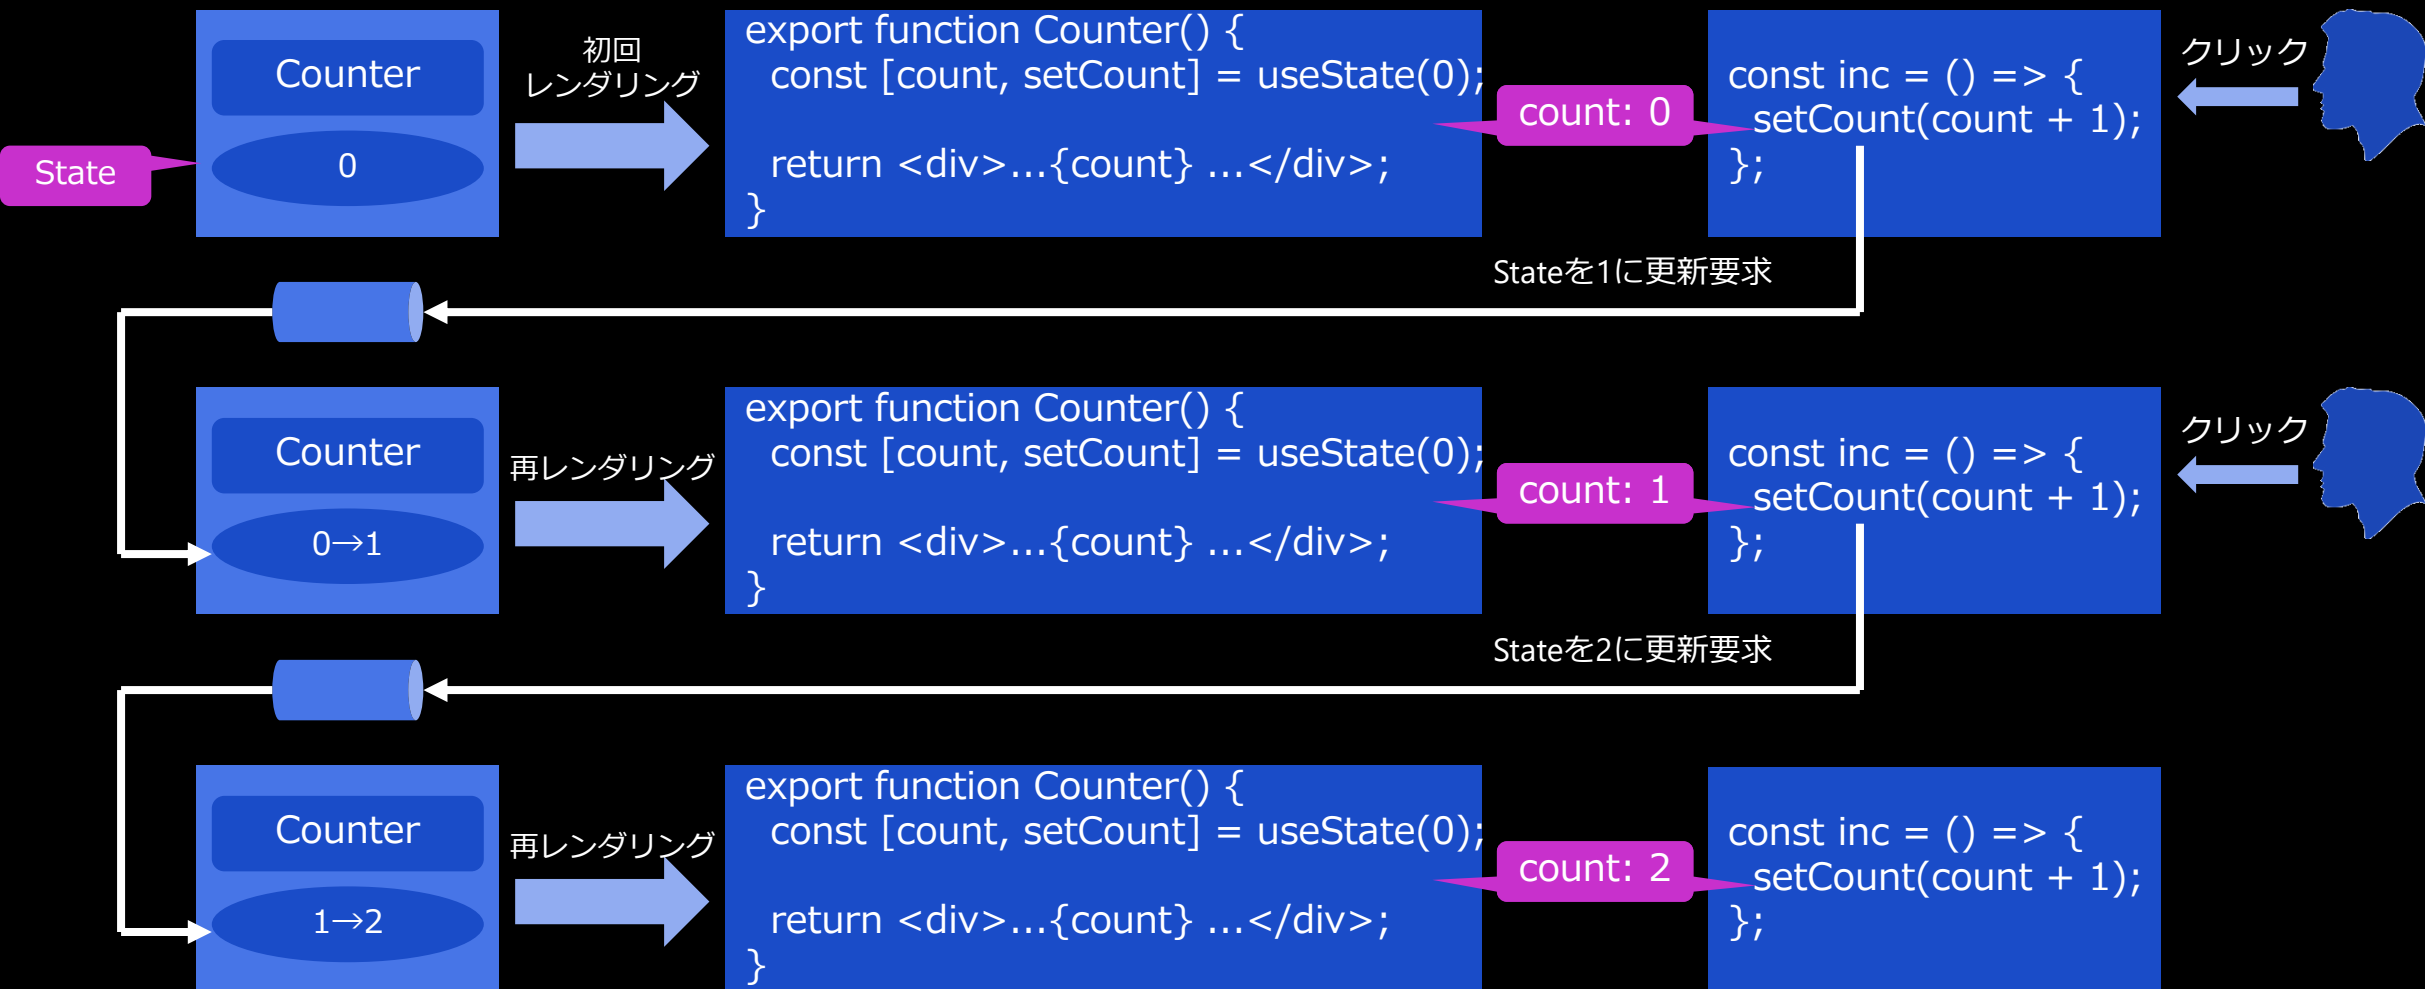 Counter
0
State
初回
レンダリング
export function Counter() {
const [count, setCount] = useState(0);
return <div>...{count} ...</div>;
}
count: 0
const inc = () => {
setCount(count + 1);
};
クリック
Stateを1に更新要求
Counter
0→1
再レンダリング
export function Counter() {
const [count, setCount] = useState(0);
return <div>...{count} ...</div>;
}
count: 1
const inc = () => {
setCount(count + 1);
};
クリック
Stateを2に更新要求
Counter
1→2
再レンダリング
export function Counter() {
const [count, setCount] = useState(0);
return <div>...{count} ...</div>;
}
count: 2
const inc = () => {
setCount(count + 1);
};